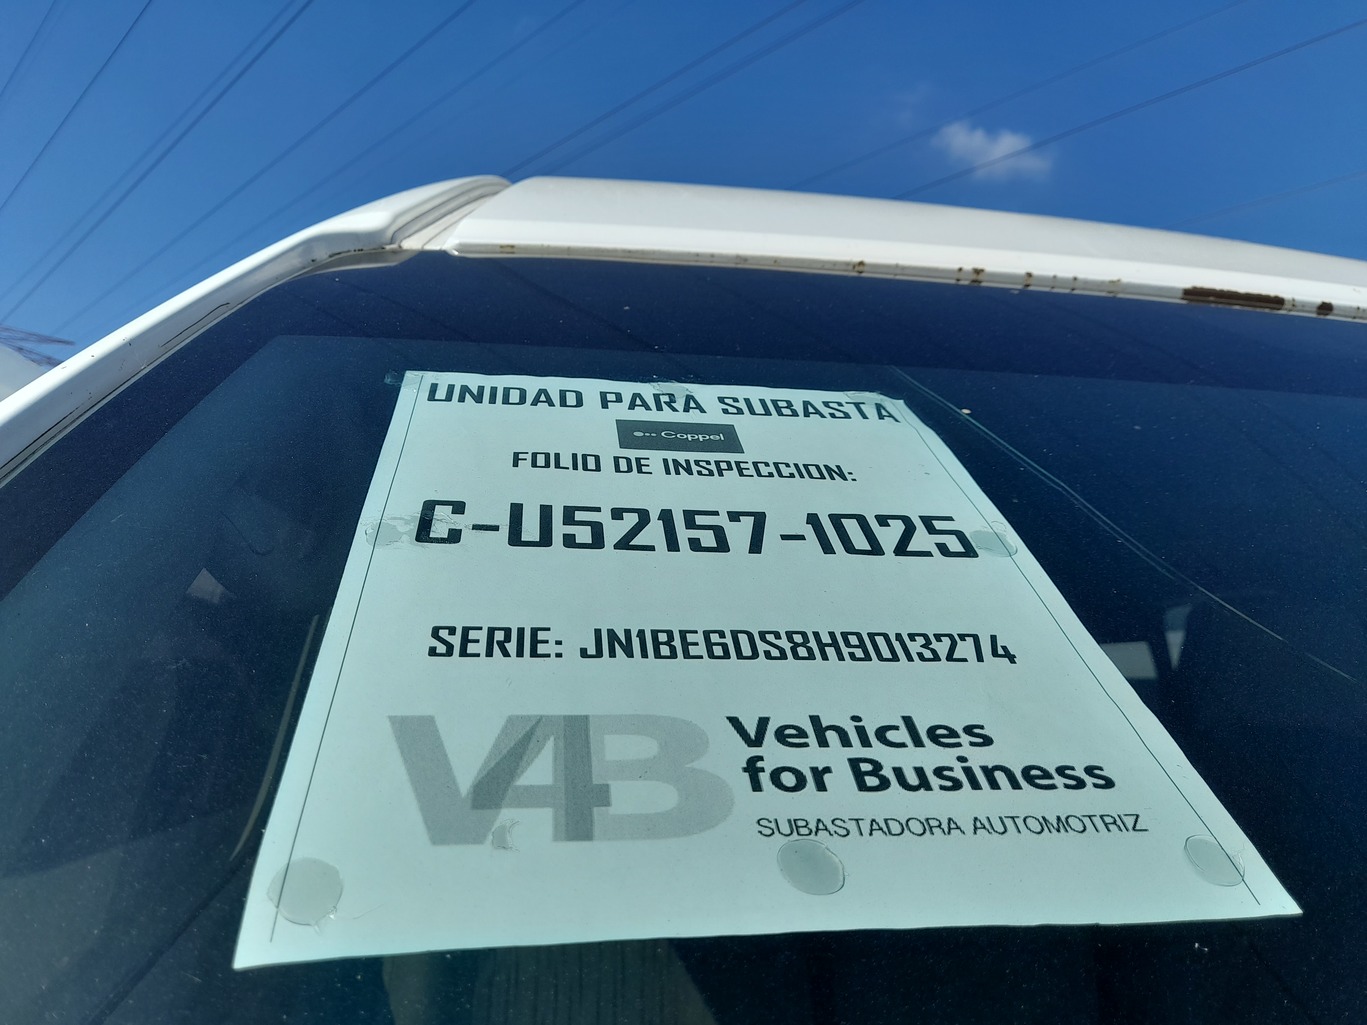 UNIDAD PARA SUBASTA
Coppel
FOLIO DE INSPECCION:
C-U52157-1025
SERIE: JN1BE6DS8H9013274
V4B
Vehicles
for Business
SUBASTADORA AUTOMOTRIZ